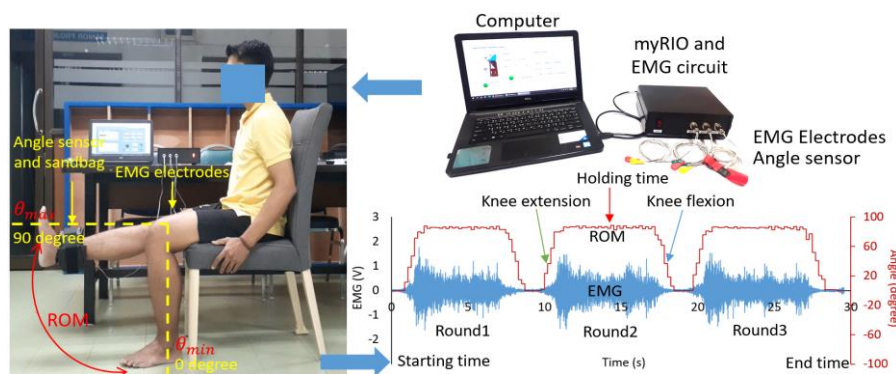 Computer
myRIO and
EMG circuit
EMG Electrodes
Angle sensor
Angle sensor
and sandbag
EMG electrodes
θmax
90 degree
ROM
θmin
0 degree
Holding time
Knee extension
Knee flexion
ROM
EMG
Round1
Round2
Round3
EMG (V)
3
2
1
0
-1
-2
0
5
10
15
20
25
30
100
60
20
-20
-60
-100
Angle (degree)
Starting time
Time (s)
End time